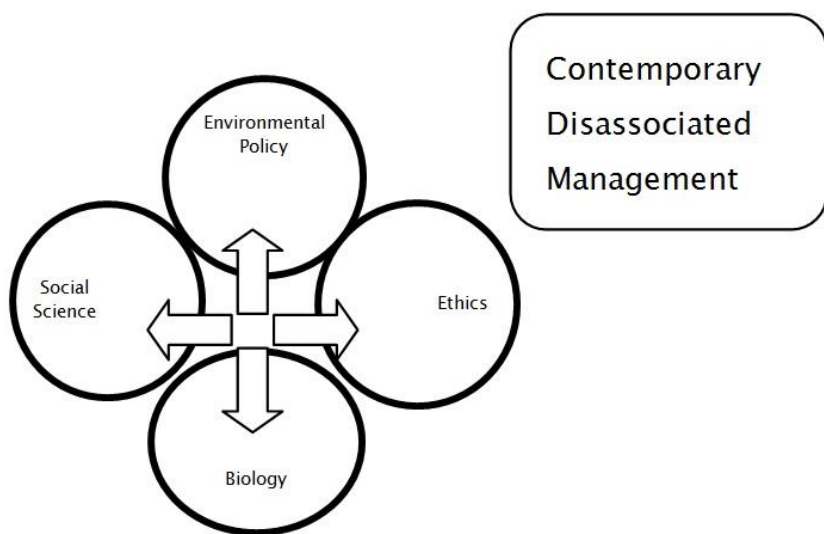 Contemporary
Disassociated
Management
Environmental
Policy
Social
Science
Ethics
Biology